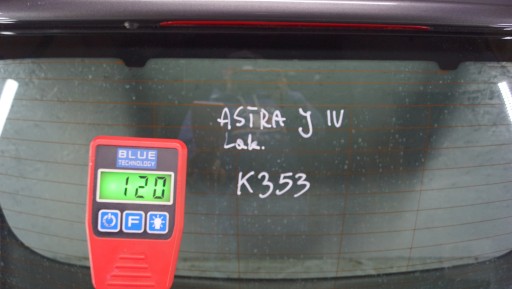 ASTRA J IV
Lak.
K353
BLUE
TECHNOLOGY
120
F